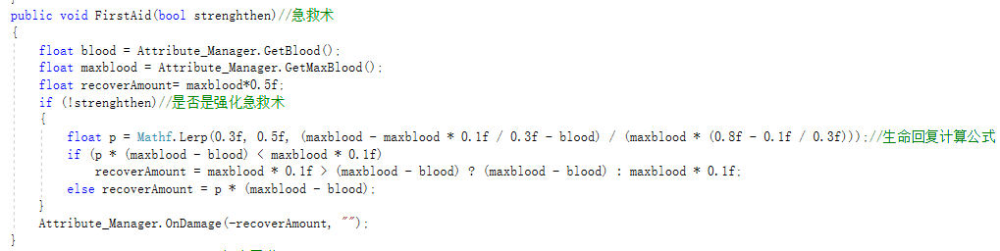 public void FirstAid(bool strenghthen)//急救术
{
float blood = Attribute_Manager.GetBlood();
float maxblood = Attribute_Manager.GetMaxBlood();
float recoverAmount= maxblood*0.5f;
if (!strenghthen)//是否是强化急救术
{
float p = Mathf.Lerp(0.3f, 0.5f, (maxblood - maxblood * 0.1f / 0.3f - blood) / (maxblood * (0.8f - 0.1f / 0.3f)));//生命回复计算公式
if (p * (maxblood - blood) < maxblood * 0.1f)
recoverAmount = maxblood * 0.1f > (maxblood - blood) ? (maxblood - blood) : maxblood * 0.1f;
else recoverAmount = p * (maxblood - blood);
}
Attribute_Manager.OnDamage(-recoverAmount, "");
}